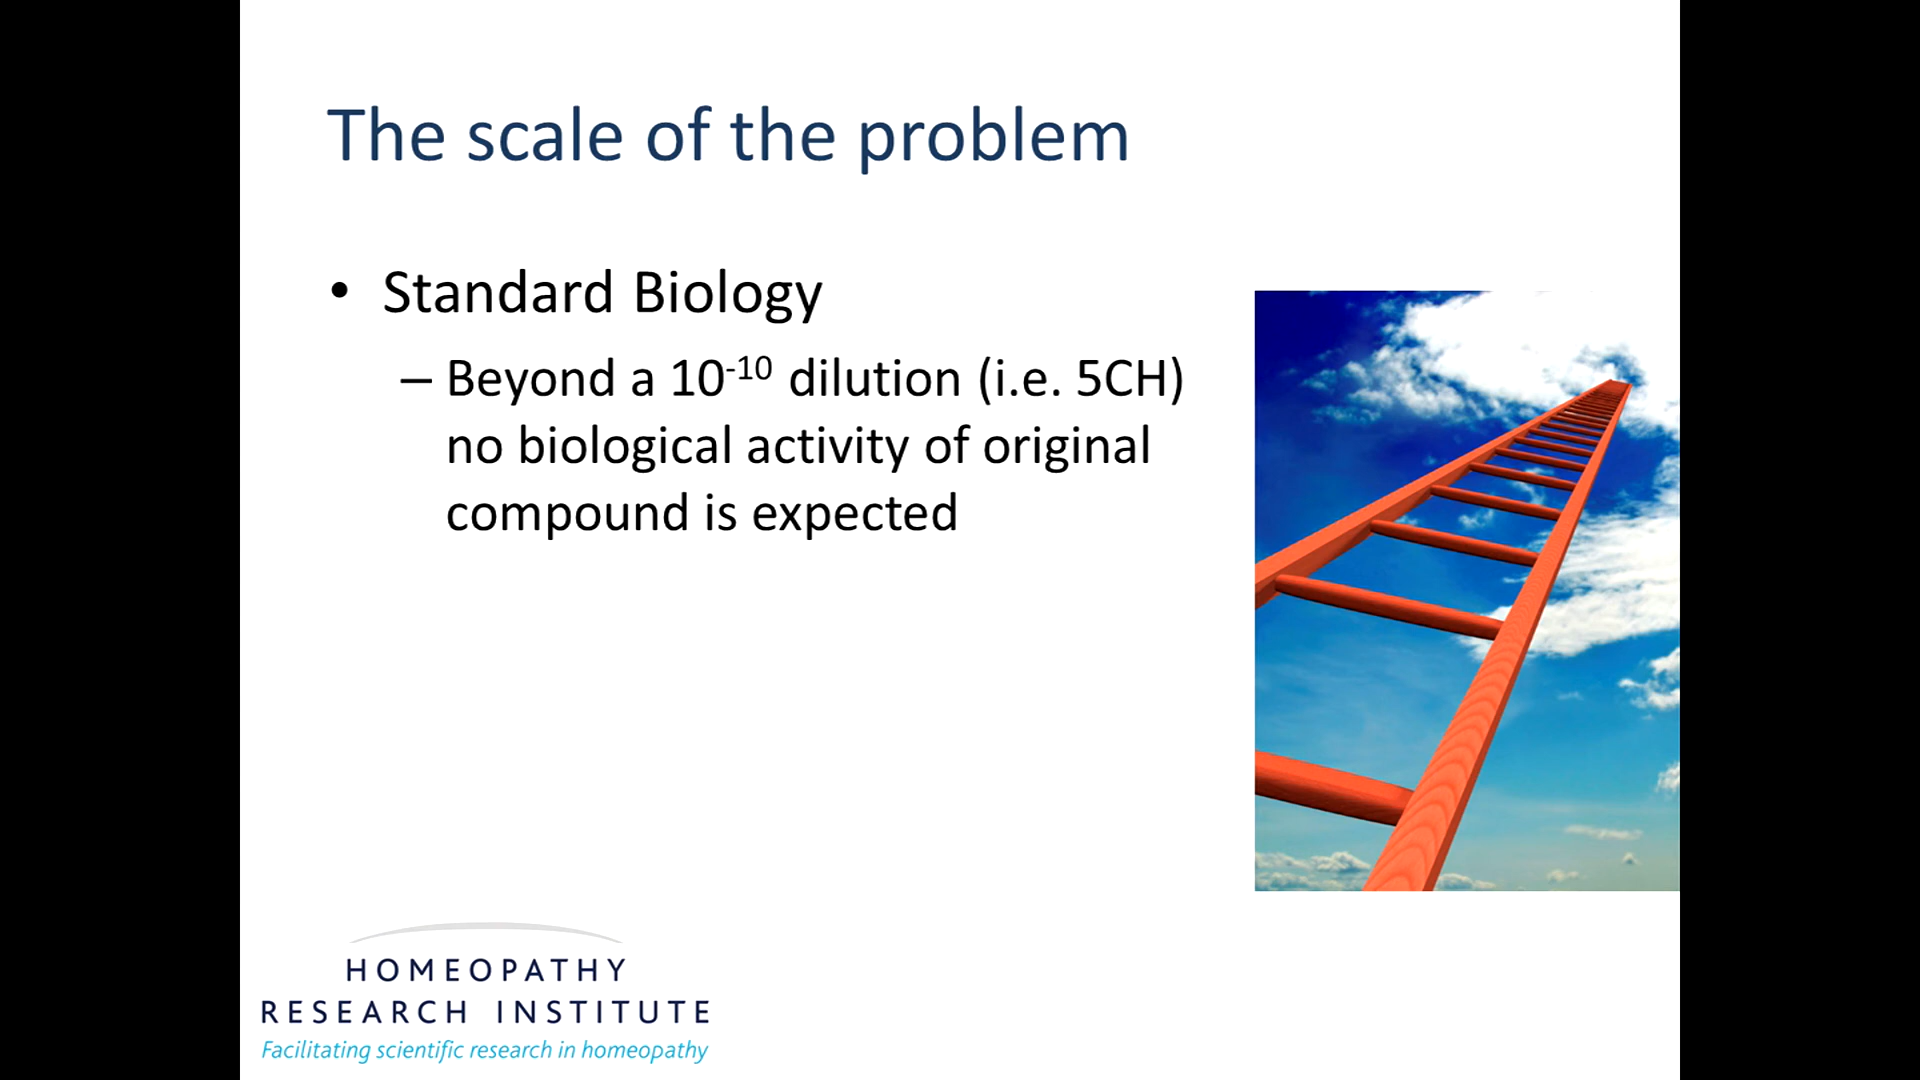 The scale of the problem
• Standard Biology
– Beyond a 10⁻¹⁰ dilution (i.e. 5CH)
no biological activity of original
compound is expected
HOMEOPATHY
RESEARCH INSTITUTE
Facilitating scientific research in homeopathy